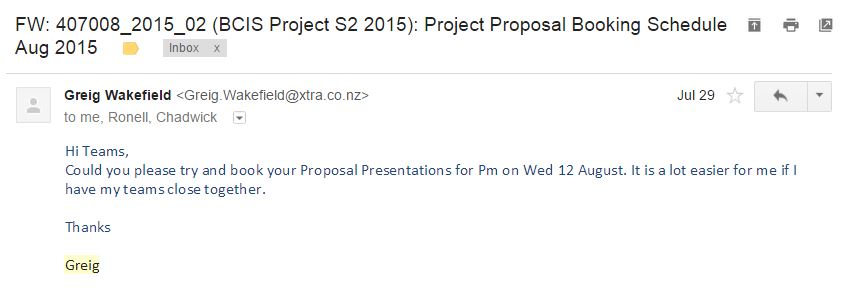 FW: 407008_2015_02 (BCIS Project S2 2015): Project Proposal Booking Schedule
Aug 2015 Inbox x
Greig Wakefield <Greig.Wakefield@xtra.co.nz> Jul 29
to me, Ronell, Chadwick
Hi Teams,
Could you please try and book your Proposal Presentations for Pm on Wed 12 August. It is a lot easier for me if I
have my teams close together.
Thanks
Greig